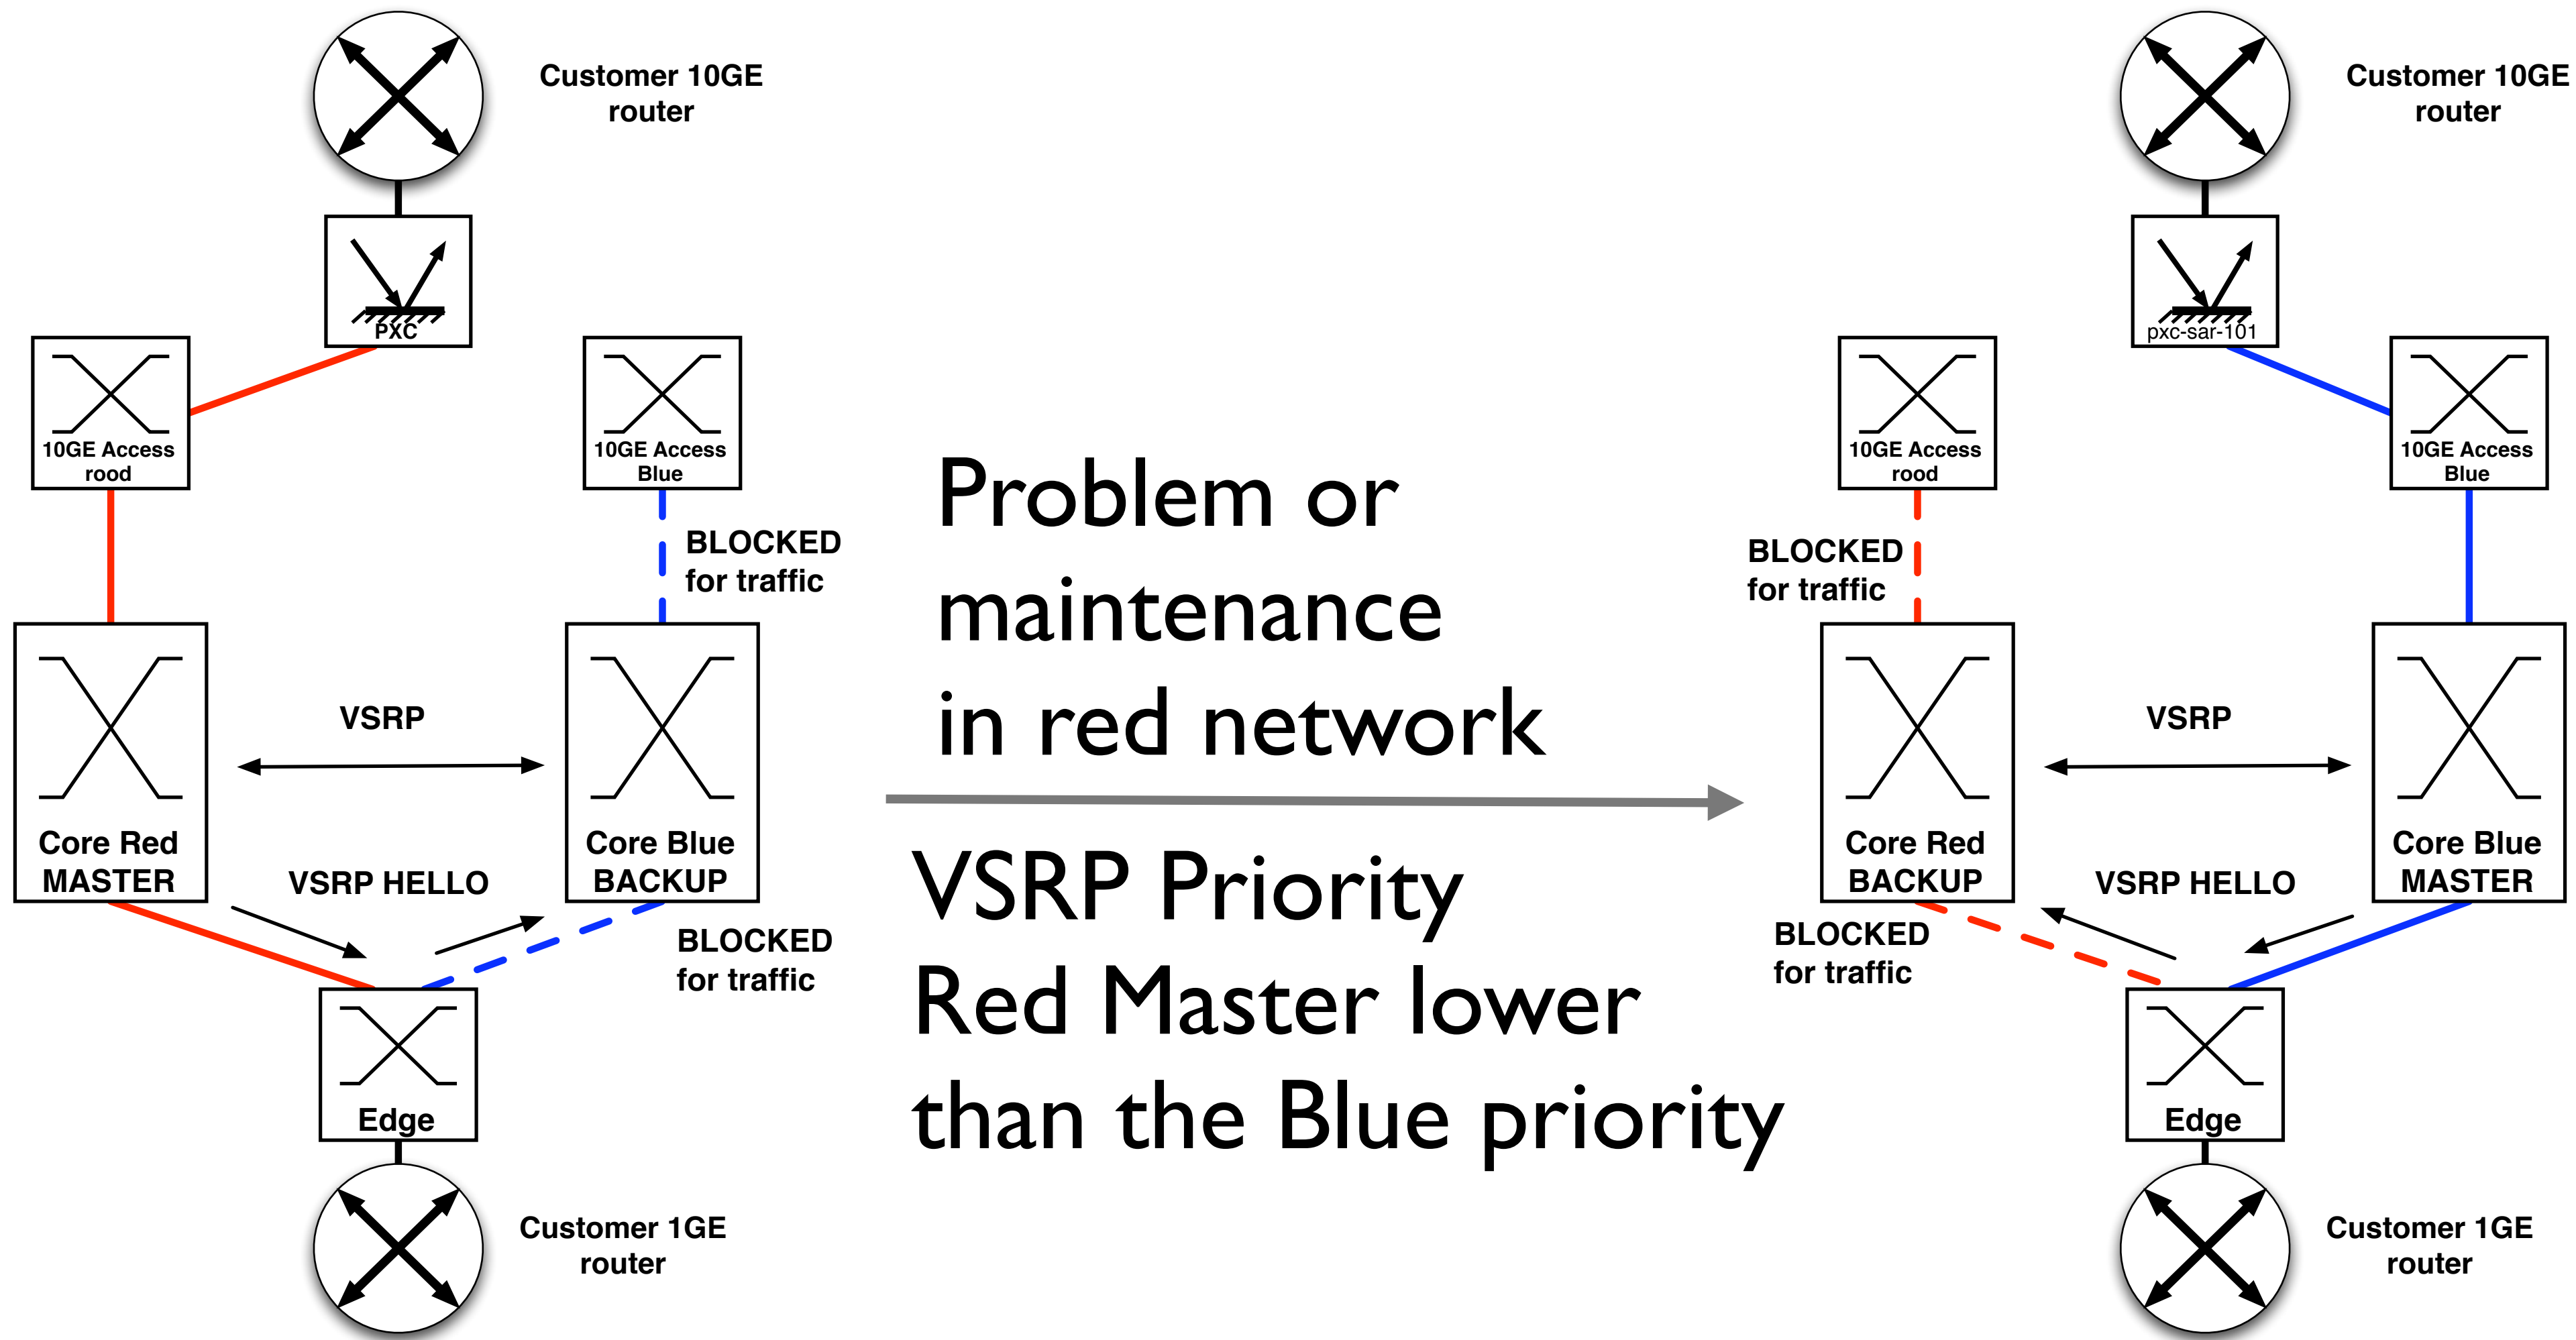 Customer 10GE
router
PXC
10GE Access
rood
10GE Access
Blue
BLOCKED
for traffic
VSRP
Core Red
MASTER
VSRP HELLO
Core Blue
BACKUP
BLOCKED
for traffic
Edge
Customer 1GE
router
Problem or
maintenance
in red network
VSRP Priority
Red Master lower
than the Blue priority
Customer 10GE
router
pxc-sar-101
10GE Access
rood
10GE Access
Blue
BLOCKED
for traffic
VSRP
Core Red
BACKUP
VSRP HELLO
Core Blue
MASTER
BLOCKED
for traffic
Edge
Customer 1GE
router